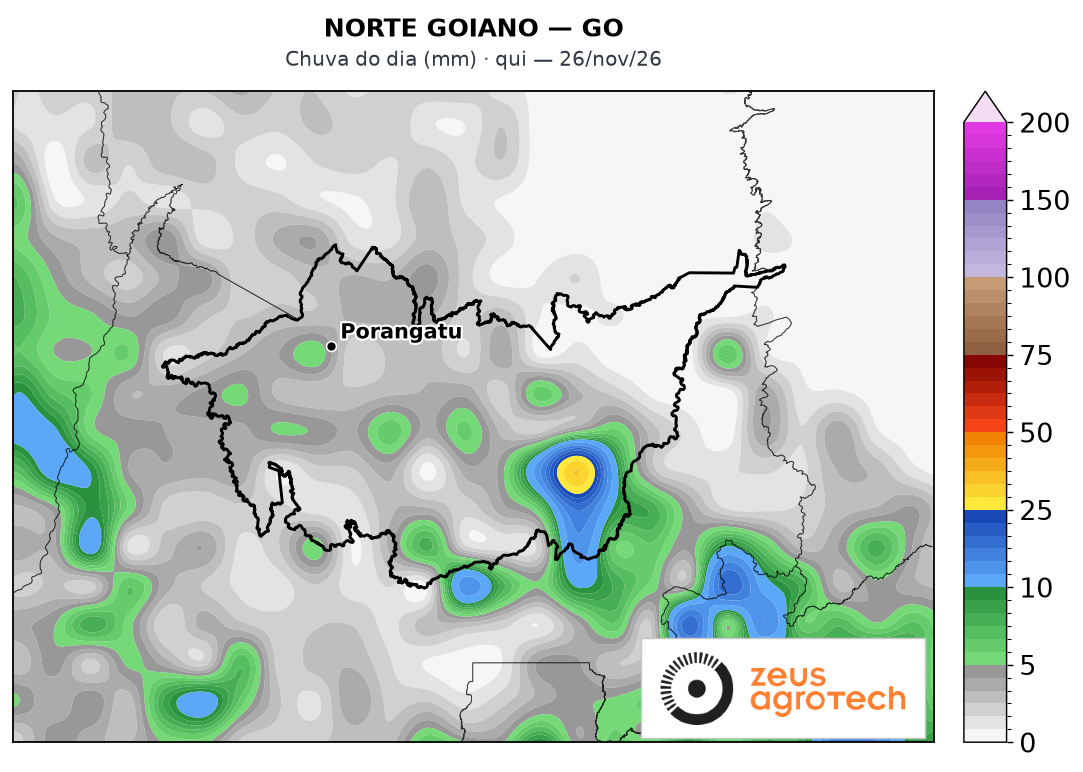 NORTE GOIANO — GO
Chuva do dia (mm) · qui — 26/nov/26
Porangatu
200
150
100
75
50
25
10
5
0
zeus
agrotech